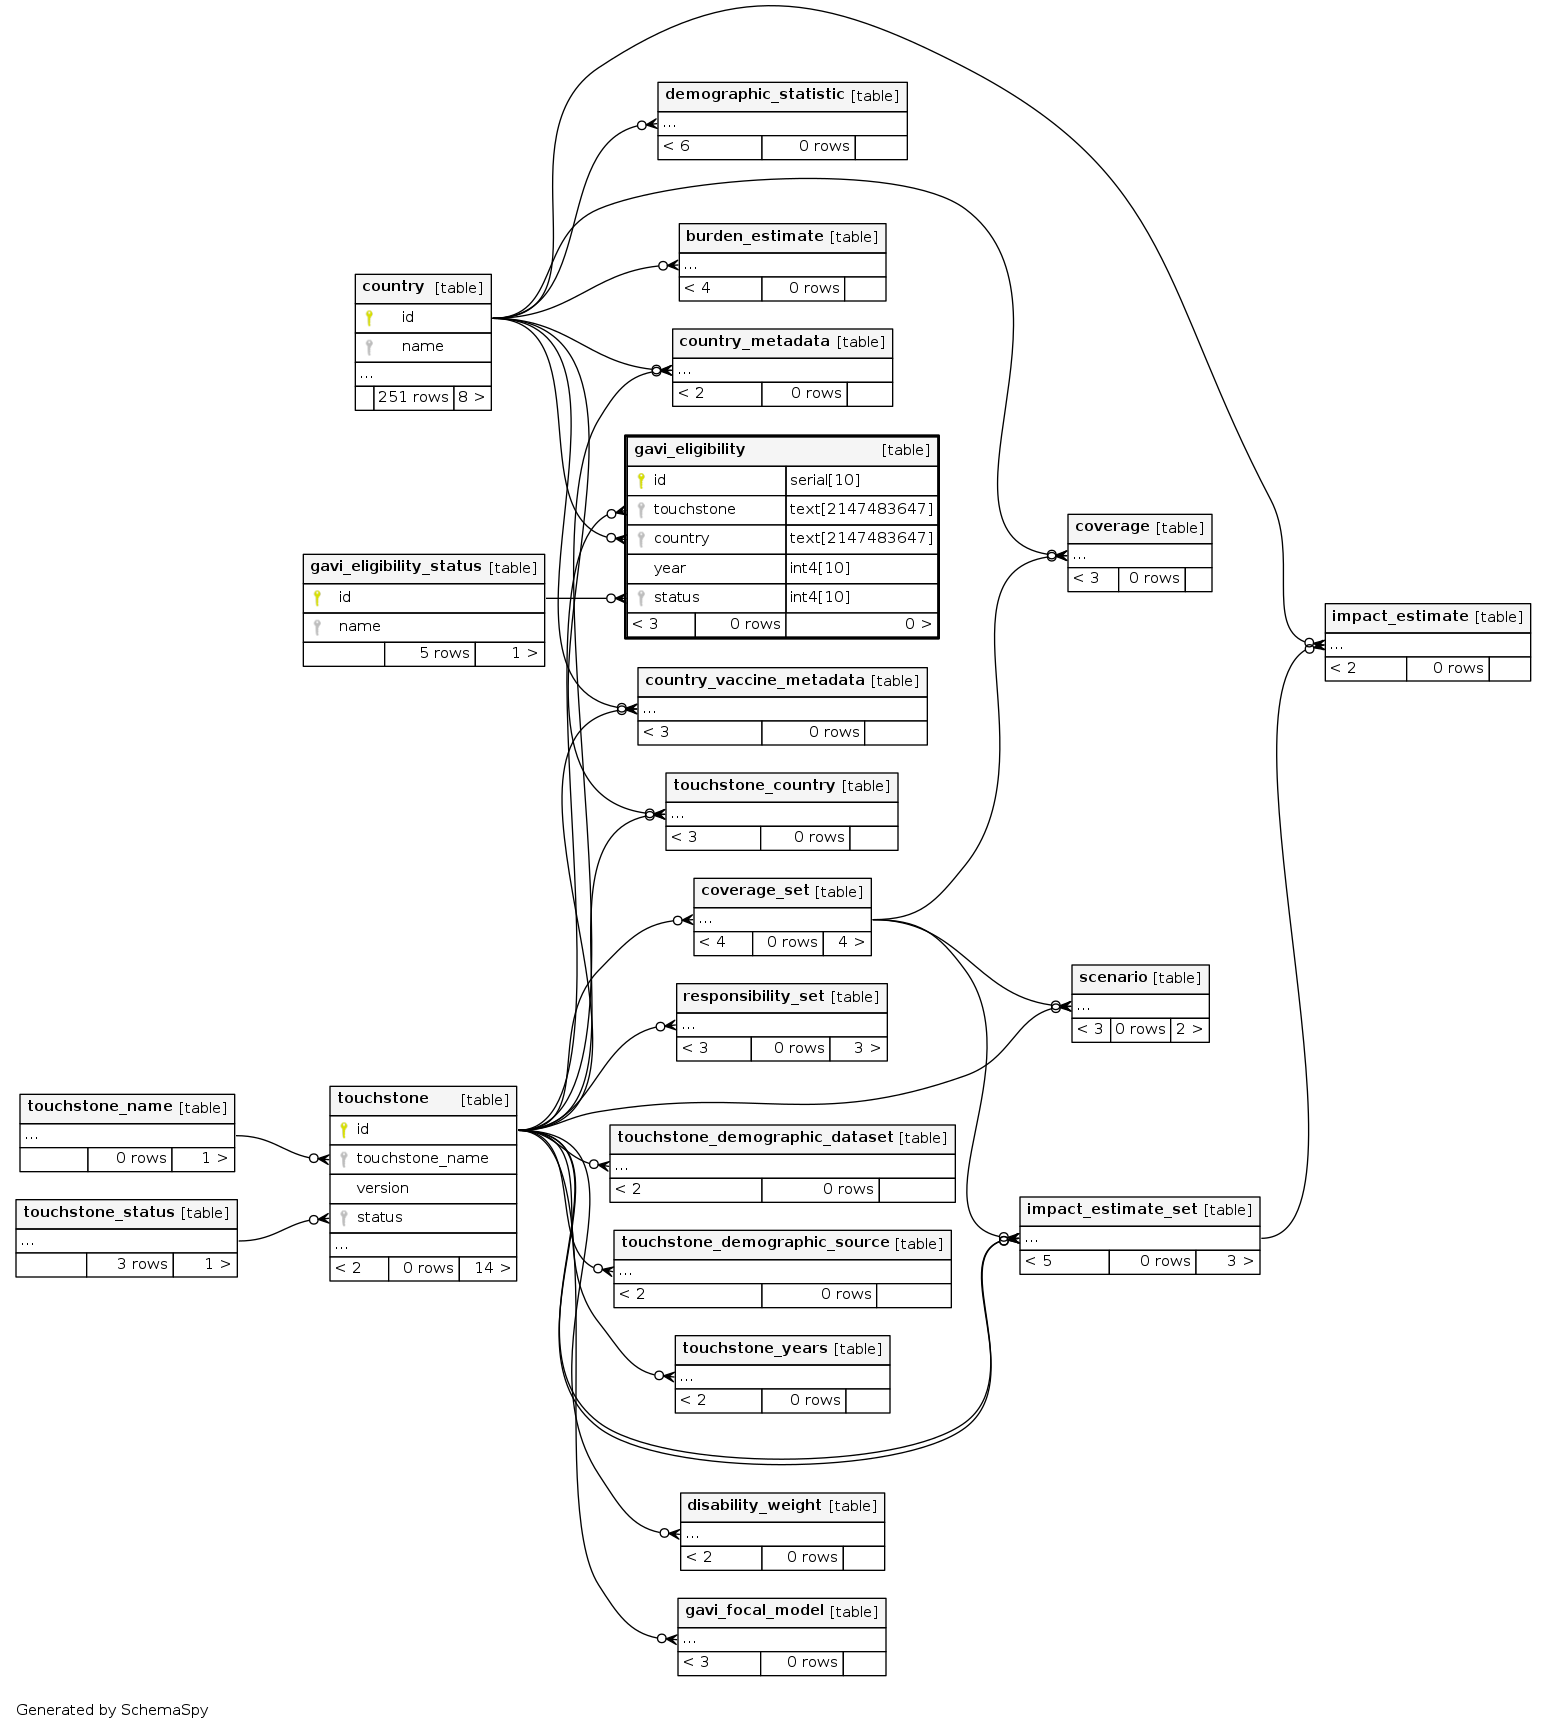 demographic_statistic [table]
...
< 6 0 rows
burden_estimate [table]
...
< 4 0 rows
country [table]
id
name
...
251 rows 8 >
country_metadata [table]
...
< 2 0 rows
gavi_eligibility [table]
id serial[10]
touchstone text[2147483647]
country text[2147483647]
year int4[10]
status int4[10]
< 3 0 rows 0 >
coverage [table]
...
< 3 0 rows
gavi_eligibility_status [table]
id
name
5 rows 1 >
impact_estimate [table]
...
< 2 0 rows
country_vaccine_metadata [table]
...
< 3 0 rows
touchstone_country [table]
...
< 3 0 rows
coverage_set [table]
...
< 4 0 rows 4 >
responsibility_set [table]
...
< 3 0 rows 3 >
scenario [table]
...
< 3 0 rows 2 >
touchstone_name [table]
...
0 rows 1 >
touchstone_status [table]
...
3 rows 1 >
touchstone [table]
id
touchstone_name
version
status
...
< 2 0 rows 14 >
touchstone_demographic_dataset [table]
...
< 2 0 rows
touchstone_demographic_source [table]
...
< 2 0 rows
impact_estimate_set [table]
...
< 5 0 rows 3 >
touchstone_years [table]
...
< 2 0 rows
disability_weight [table]
...
< 2 0 rows
gavi_focal_model [table]
...
< 3 0 rows
Generated by SchemaSpy